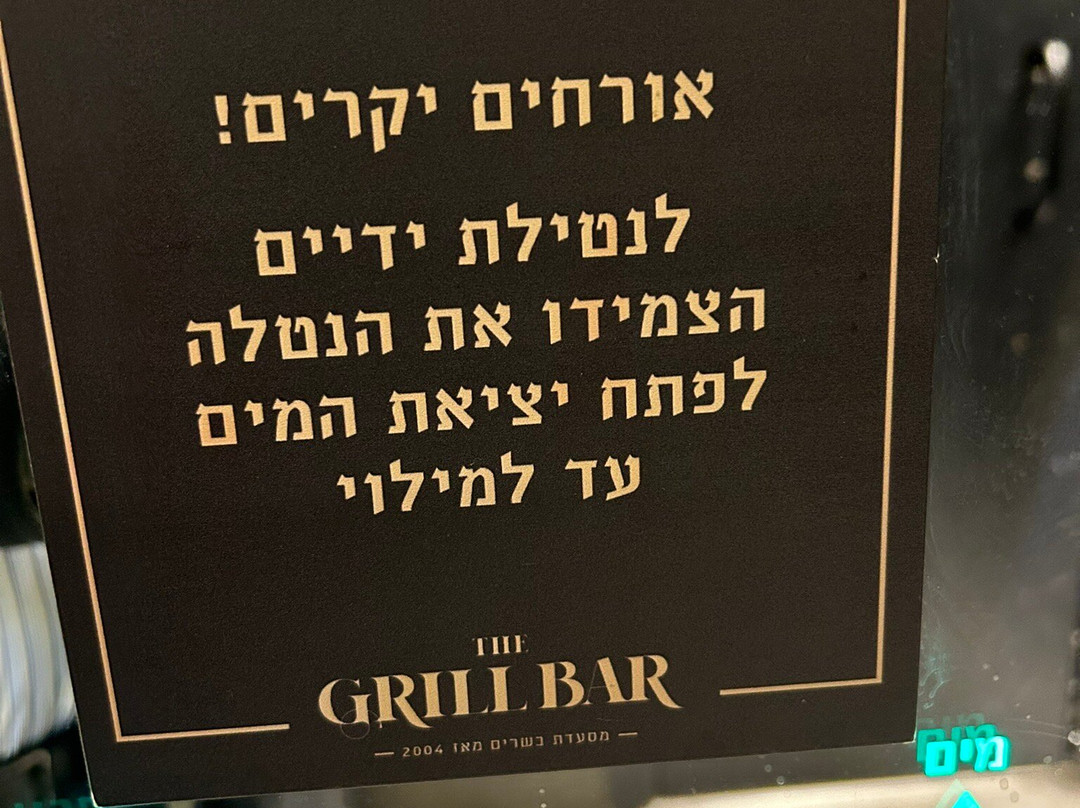 אורחים יקרים!
לנטילת ידיים
הצמידו את הנטלה
לפתח יציאת המים
עד למילוי
THE
GRILL BAR
— מסעדת בשרים מאז 2004 —
מים